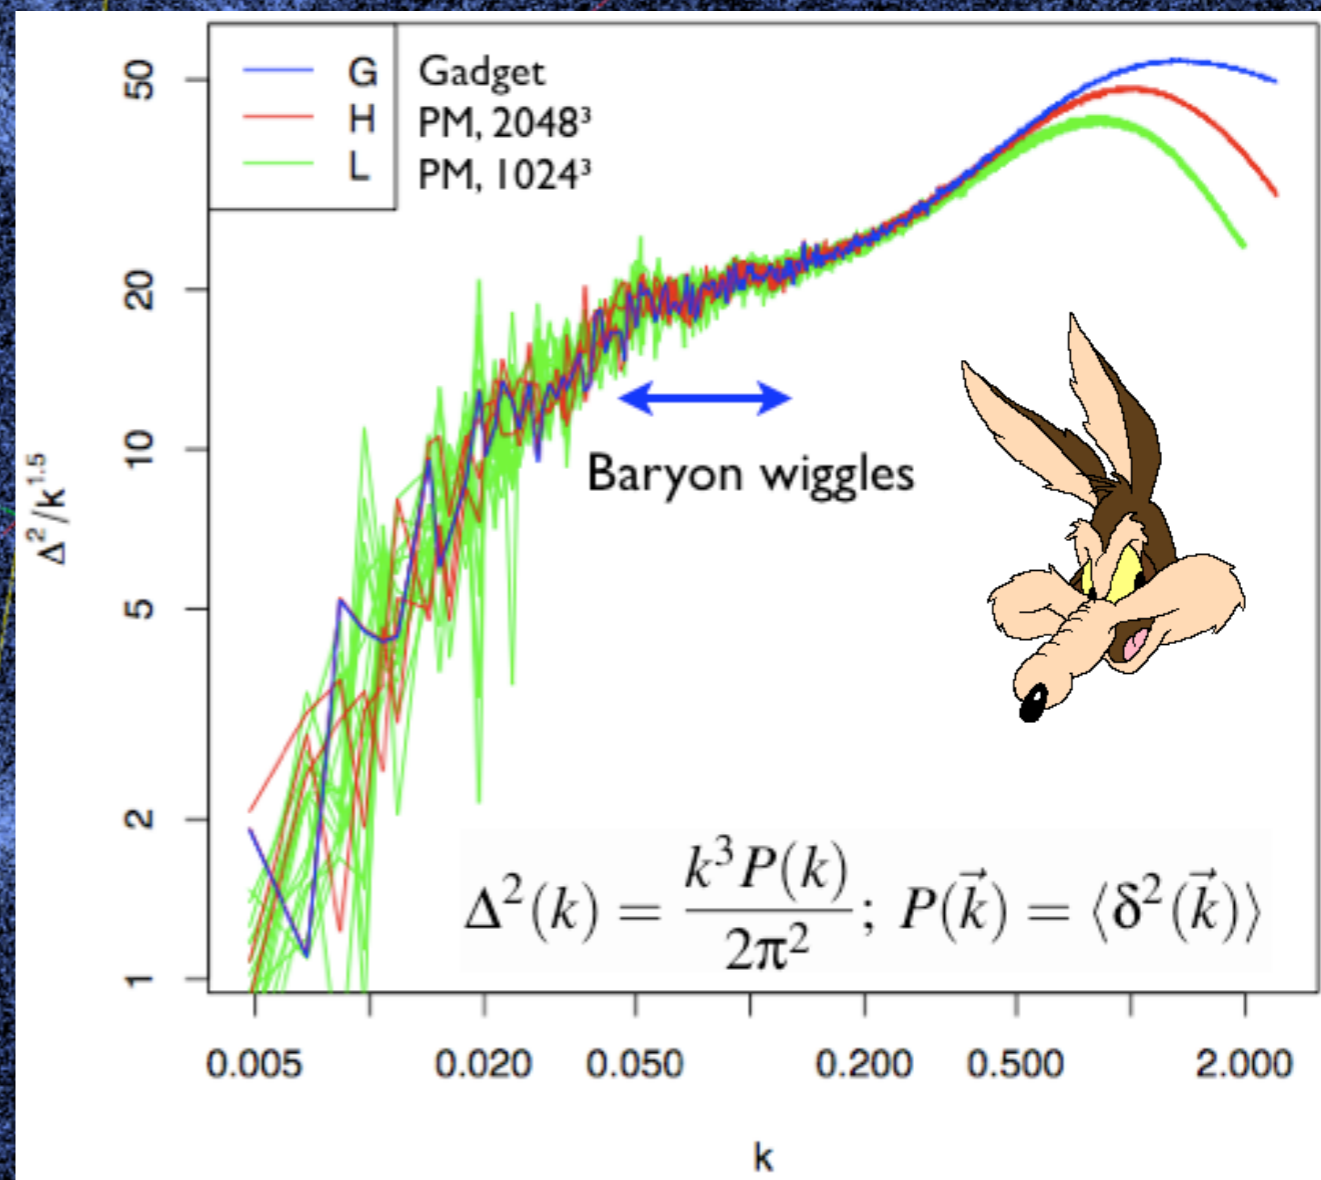 G Gadget
H PM, 2048³
L PM, 1024³
50
20
10
5
2
1
Δ²/k¹·⁵
Baryon wiggles
Δ²(k) = k³P(k)/2π²; P(k⃗) = ⟨δ²(k⃗)⟩
0.005 0.020 0.050 0.200 0.500 2.000
k